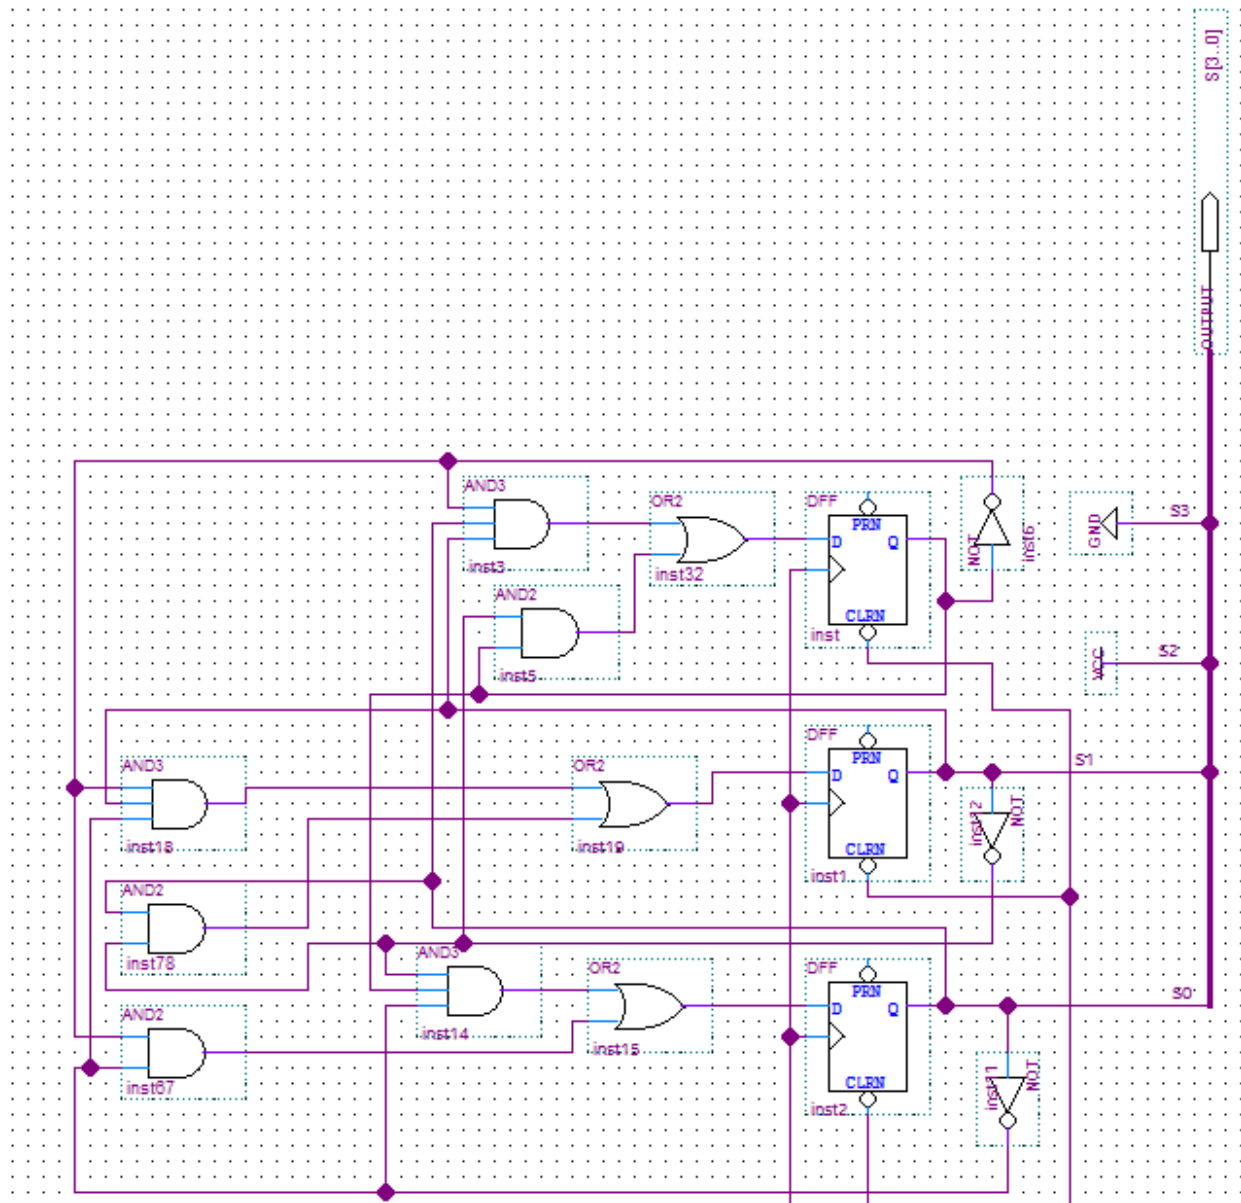 S[3..0]
OUTPUT
AND3
inst3
OR2
inst32
DFF
PRN
D
Q
CLRN
inst
NOT
inst6
GND
S3
AND2
inst5
VCC
S2
AND3
inst18
OR2
inst19
DFF
PRN
D
Q
CLRN
inst1
S1
inst12
NOT
AND2
inst78
AND3
inst14
OR2
inst15
DFF
PRN
D
Q
CLRN
inst2
S0
AND2
inst67
inst11
NOT